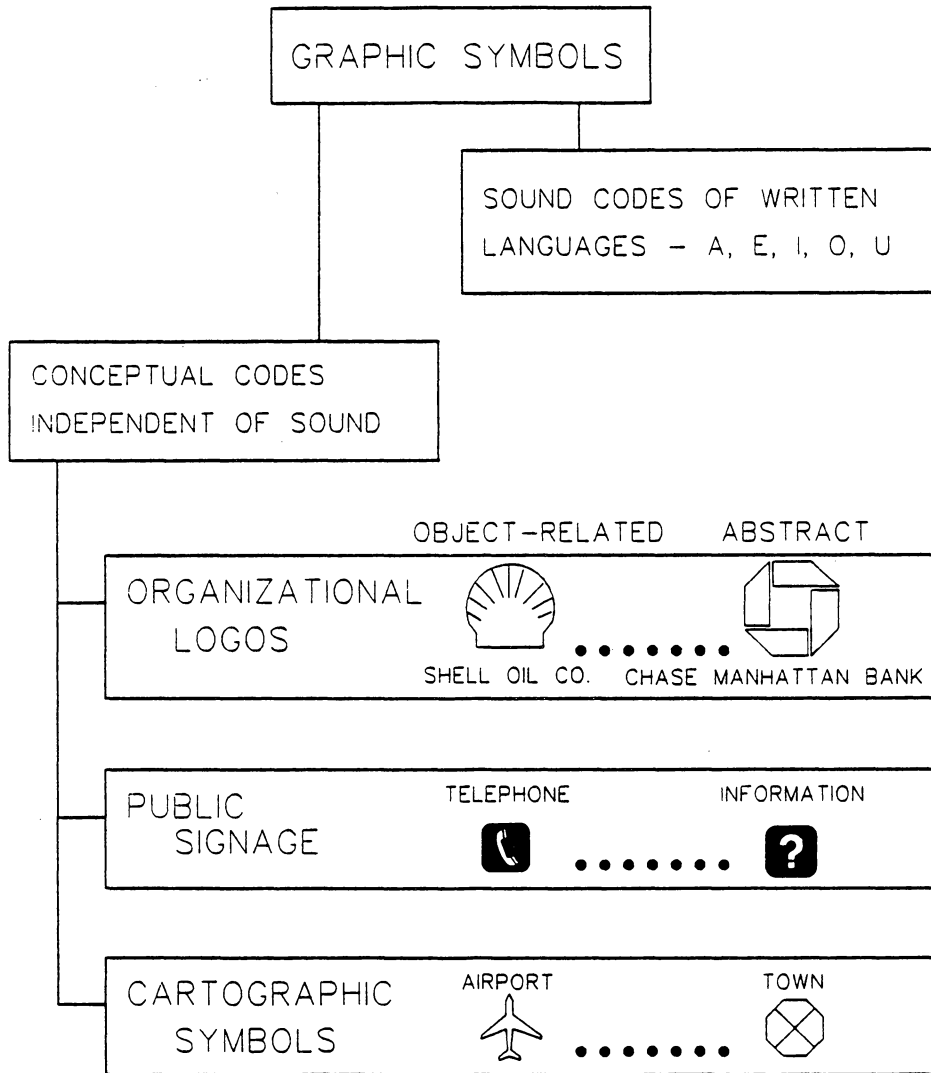 GRAPHIC SYMBOLS
SOUND CODES OF WRITTEN
LANGUAGES - A, E, I, O, U
CONCEPTUAL CODES
INDEPENDENT OF SOUND
OBJECT-RELATED ABSTRACT
ORGANIZATIONAL
LOGOS
SHELL OIL CO. CHASE MANHATTAN BANK
PUBLIC
SIGNAGE
TELEPHONE INFORMATION
?
CARTOGRAPHIC
SYMBOLS
AIRPORT TOWN